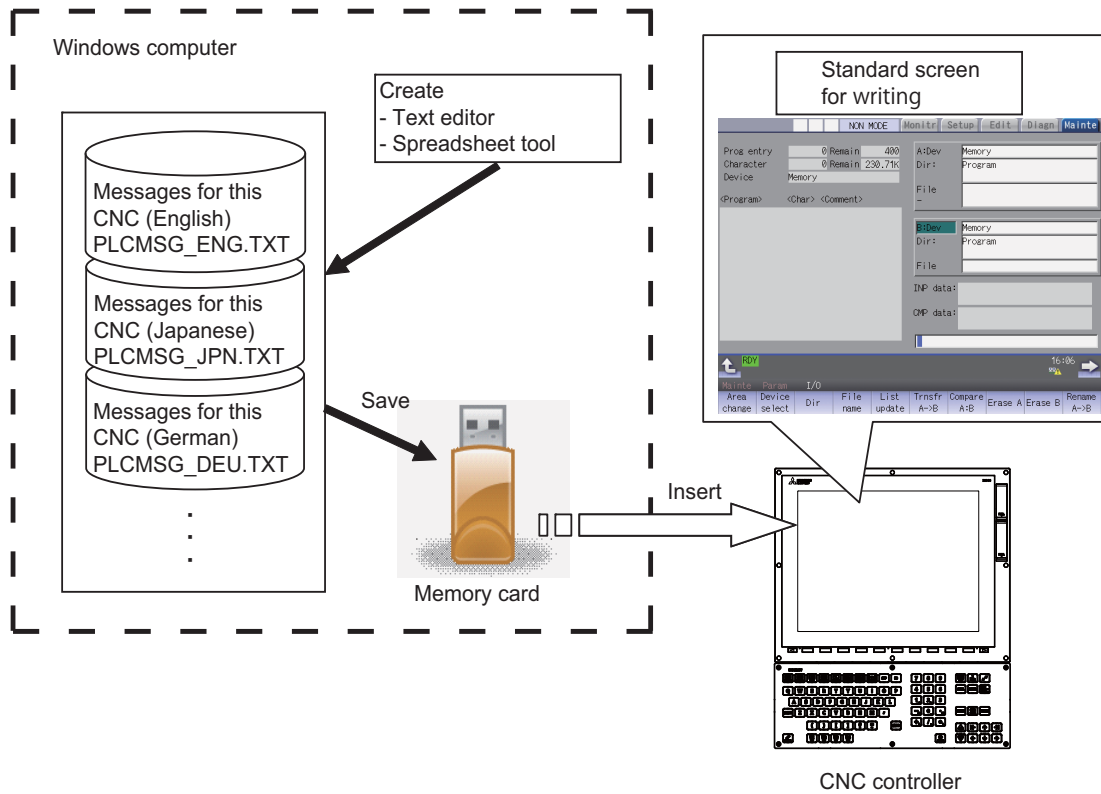 Windows computer
Create
- Text editor
- Spreadsheet tool
Messages for this
CNC (English)
PLCMSG_ENG.TXT
Messages for this
CNC (Japanese)
PLCMSG_JPN.TXT
Messages for this
CNC (German)
PLCMSG_DEU.TXT
.
.
.
Save
Memory card
Insert
Standard screen
for writing
NON MODE Monitr Setup Edit Diagn Mainte
Prog entry 0 Remain 400
Character 0 Remain 230.71K
Device Memory
<Program> <Char> <Comment>
A:Dev Memory
Dir: Program
File
-
B:Dev Memory
Dir: Program
File
INP data:
CMP data:
RDY
16:06
Mainte Param I/O
Area change Device select Dir File name List update Trnsfr A->B Compare A:B Erase A Erase B Rename A->B
CNC controller